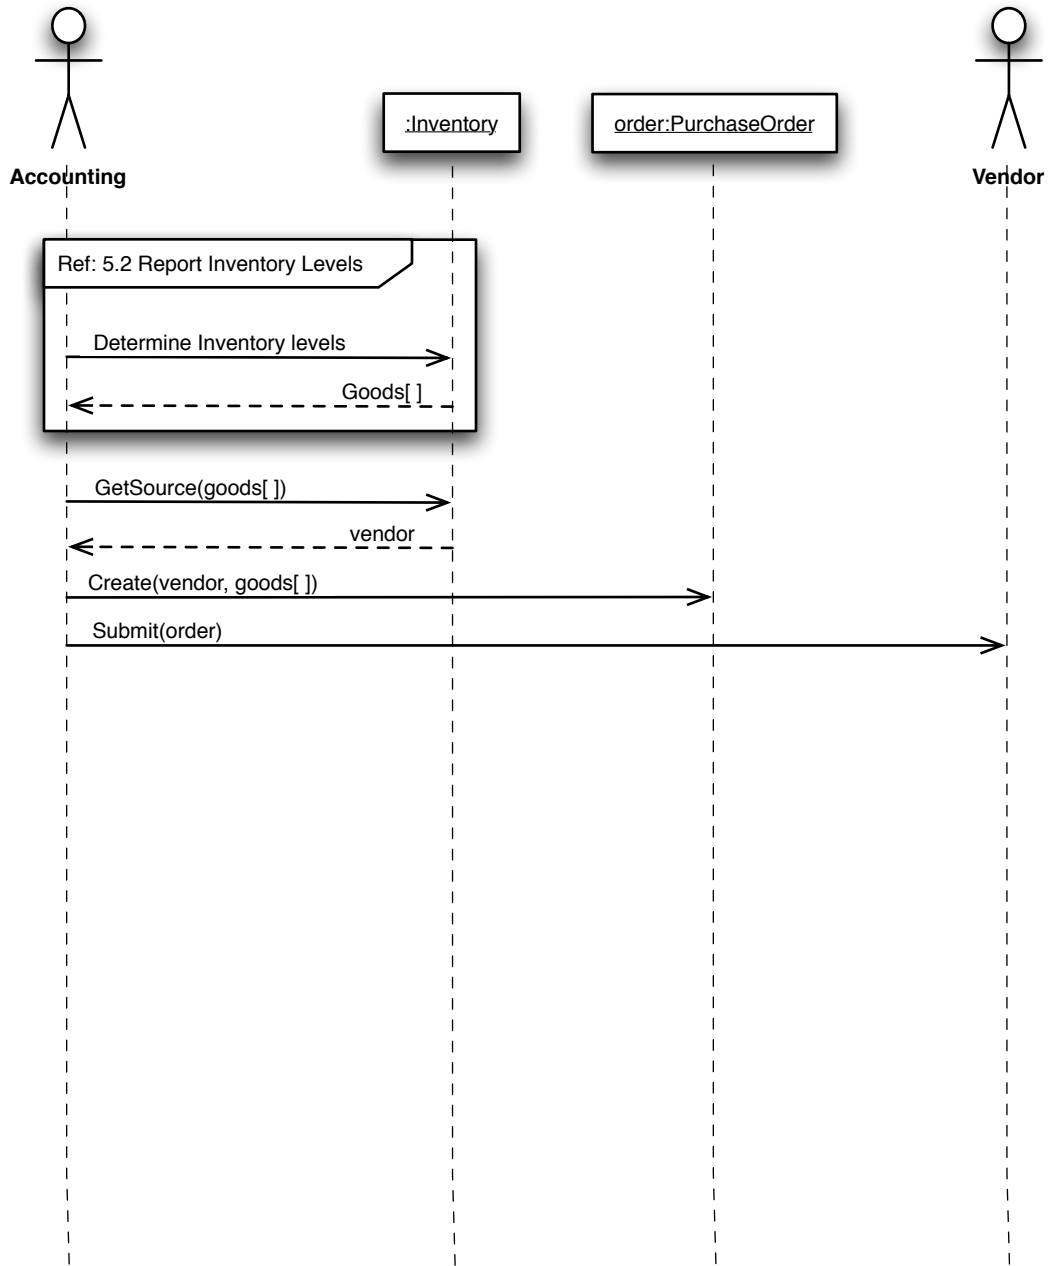 :Inventory
order:PurchaseOrder
Accounting
Vendor
Ref: 5.2 Report Inventory Levels
Determine Inventory levels
Goods[ ]
GetSource(goods[ ])
vendor
Create(vendor, goods[ ])
Submit(order)